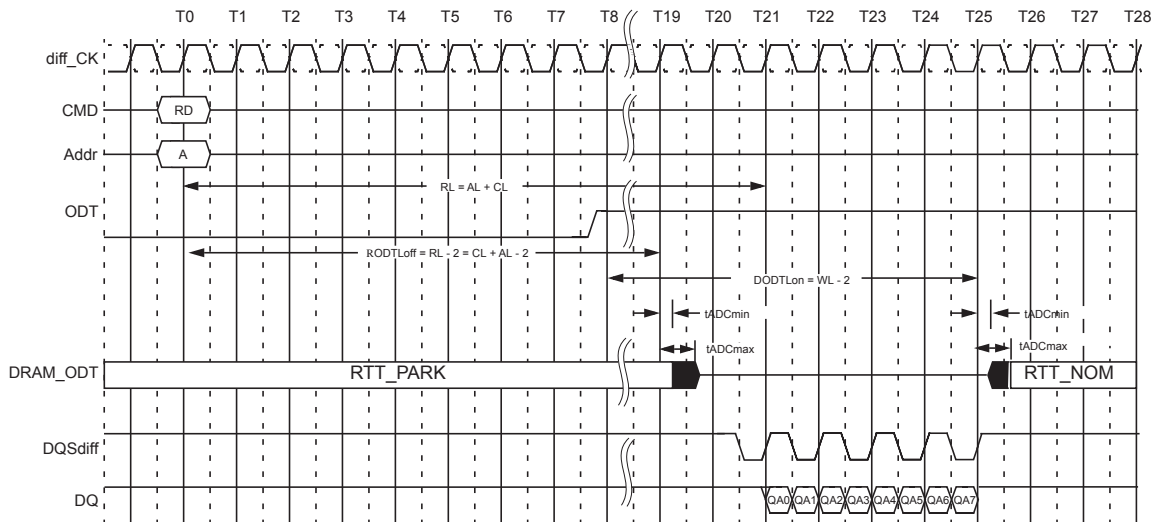 T0 T1 T2 T3 T4 T5 T6 T7 T8 T19 T20 T21 T22 T23 T24 T25 T26 T27 T28
diff_CK
CMD RD
Addr A
RL = AL + CL
ODT
RODTLoff = RL - 2 = CL + AL - 2
DODTLon = WL - 2
tADCmin tADCmin
tADCmax tADCmax
DRAM_ODT RTT_PARK RTT_NOM
DQSdiff
DQ QA0 QA1 QA2 QA3 QA4 QA5 QA6 QA7